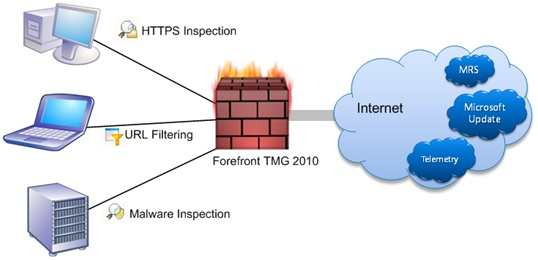 HTTPS Inspection
URL Filtering
Malware Inspection
Forefront TMG 2010
Internet
MRS
Microsoft
Update
Telemetry